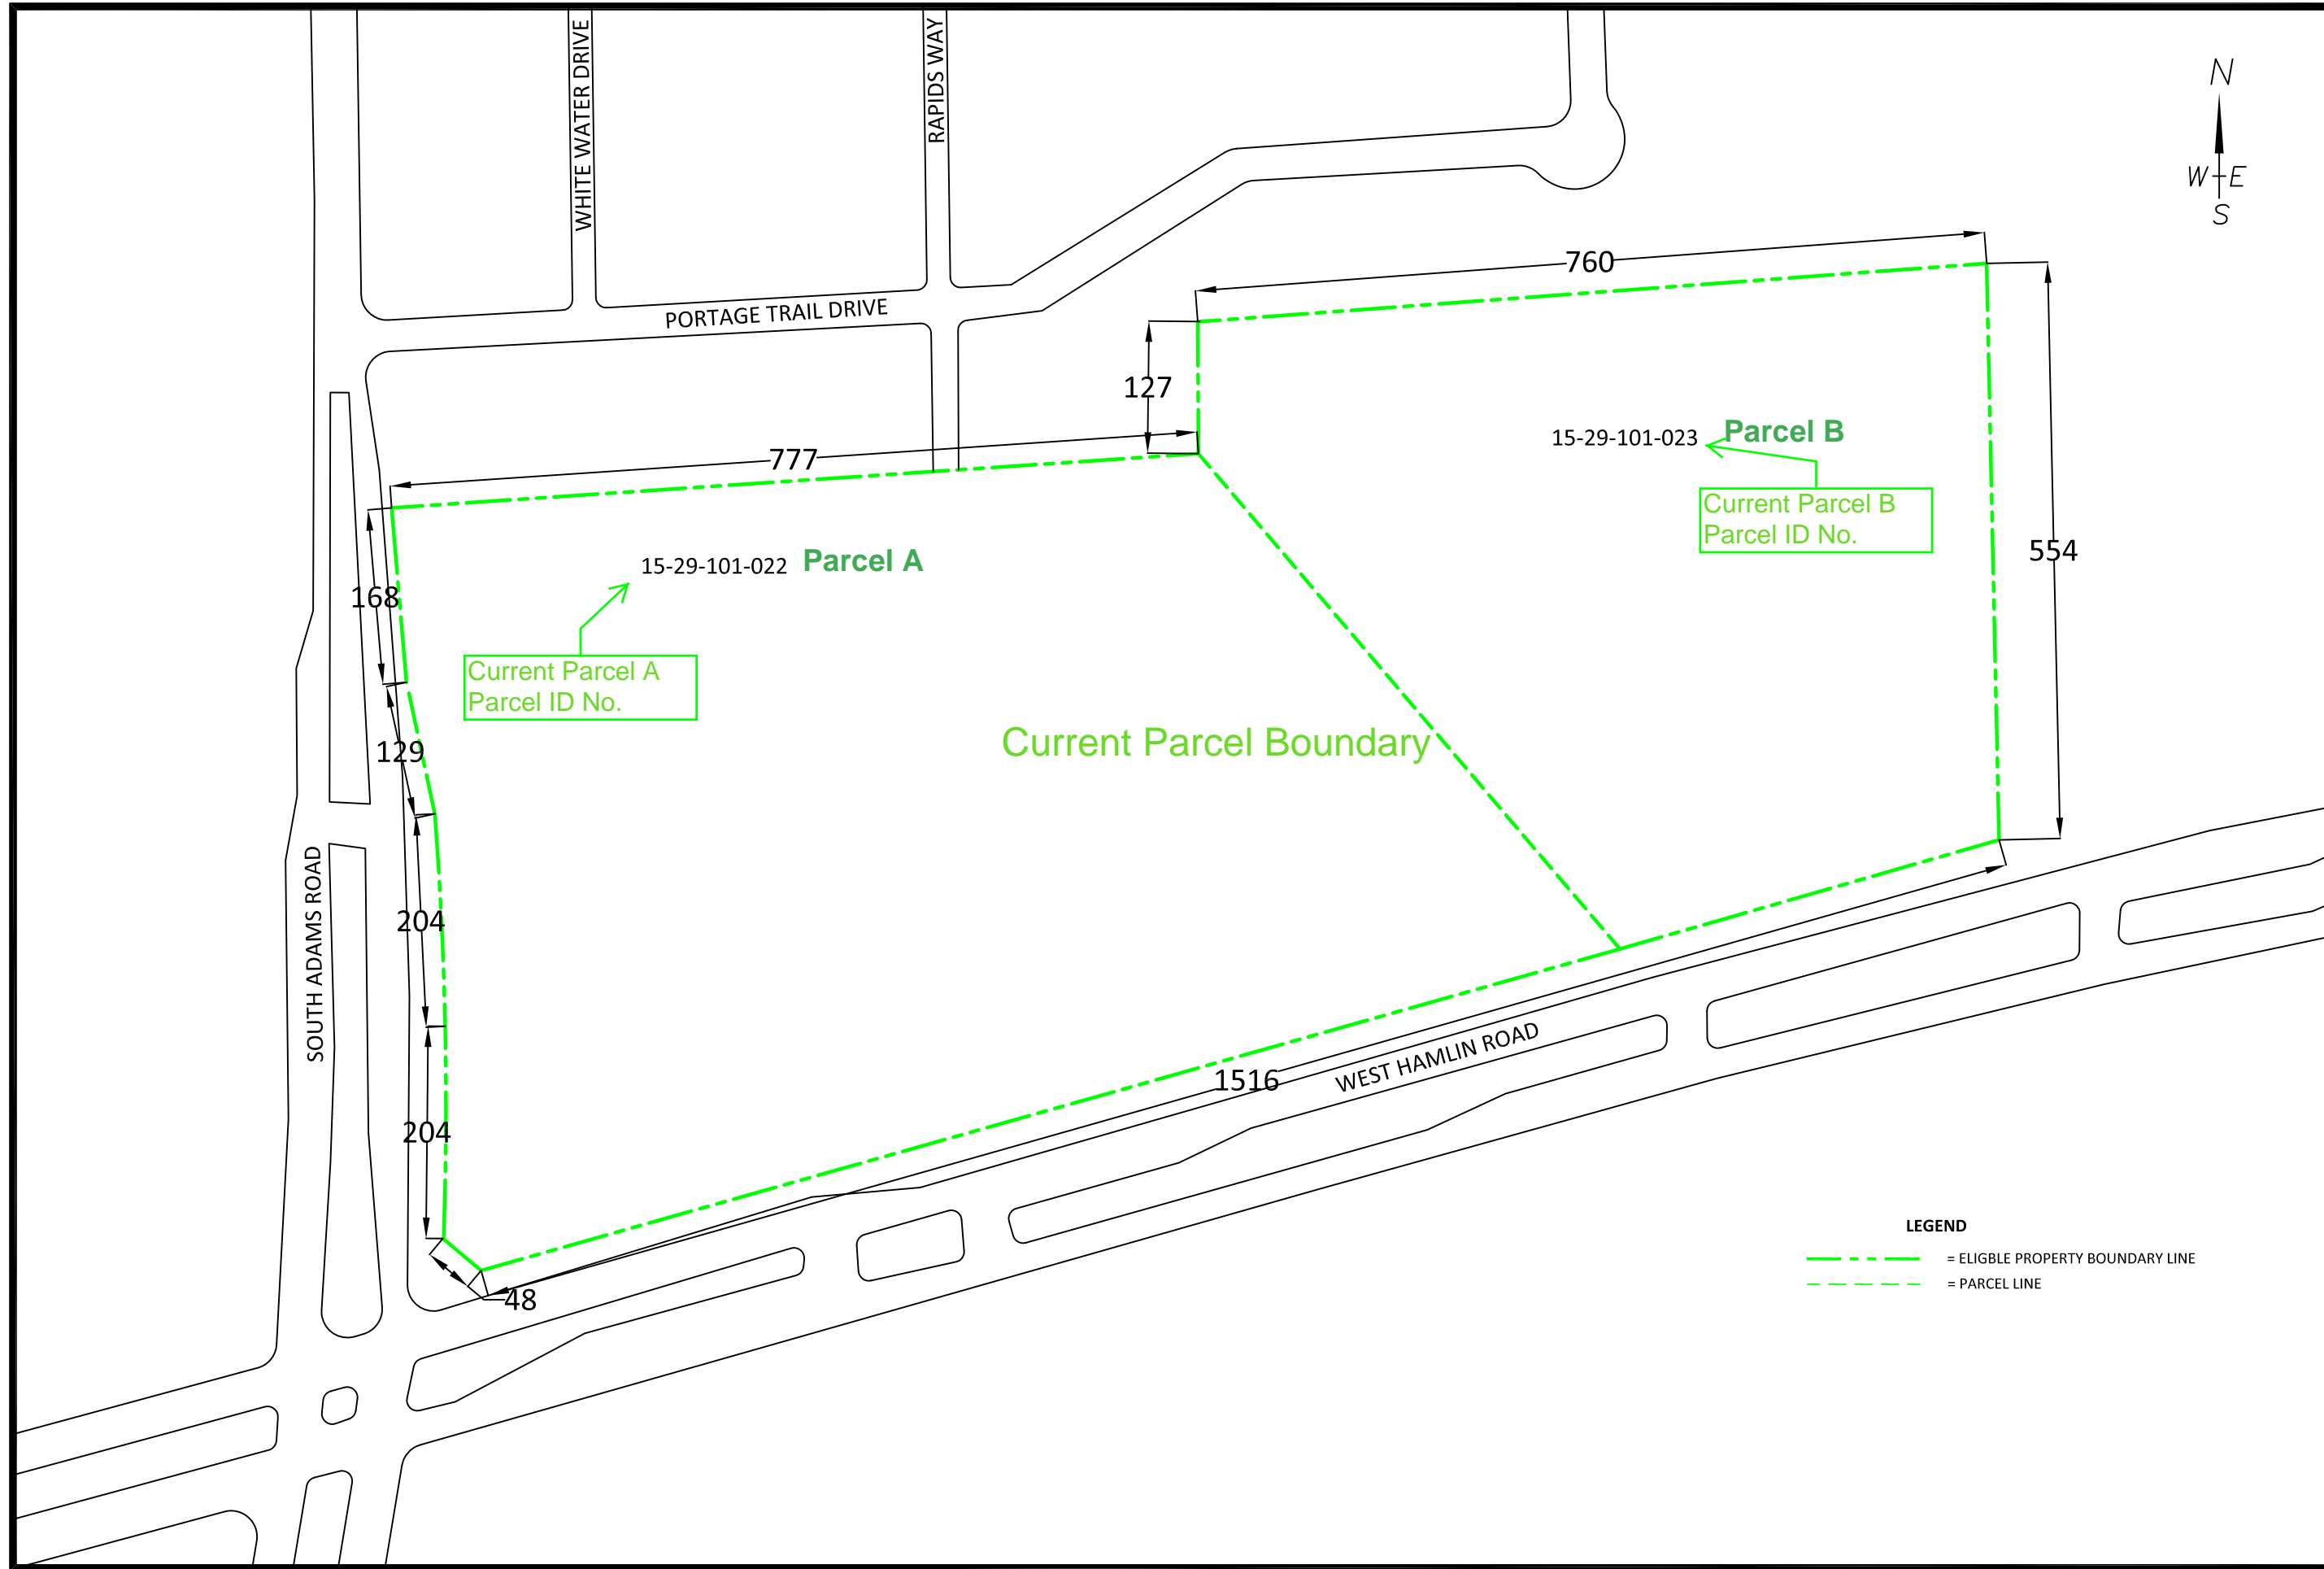 WHITE WATER DRIVE
RAPIDS WAY
N
W E
S
760
PORTAGE TRAIL DRIVE
127
777
15-29-101-023 Parcel B
Current Parcel B
Parcel ID No.
554
15-29-101-022 Parcel A
168
Current Parcel A
Parcel ID No.
129
Current Parcel Boundary
SOUTH ADAMS ROAD
204
WEST HAMLIN ROAD
1516
204
48
LEGEND
= ELIGBLE PROPERTY BOUNDARY LINE
= PARCEL LINE